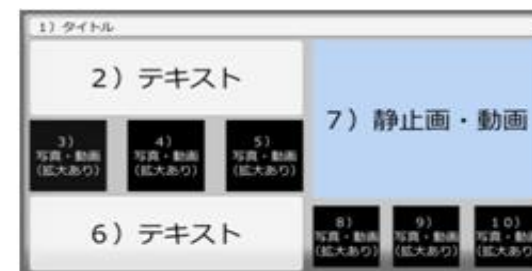 1）タイトル
2）テキスト
3）
写真・動画
（拡大あり）
4）
写真・動画
（拡大あり）
5）
写真・動画
（拡大あり）
6）テキスト
7）静止画・動画
8）
写真・動画
（拡大あり）
9）
写真・動画
（拡大あり）
10）
写真・動画
（拡大あり）